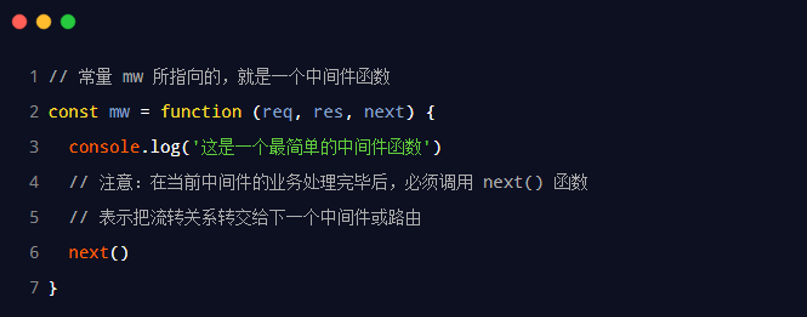 1 // 常量 mw 所指向的，就是一个中间件函数
2 const mw = function (req, res, next) {
3   console.log('这是一个最简单的中间件函数')
4   // 注意：在当前中间件的业务处理完毕后，必须调用 next() 函数
5   // 表示把流转关系转交给下一个中间件或路由
6   next()
7 }